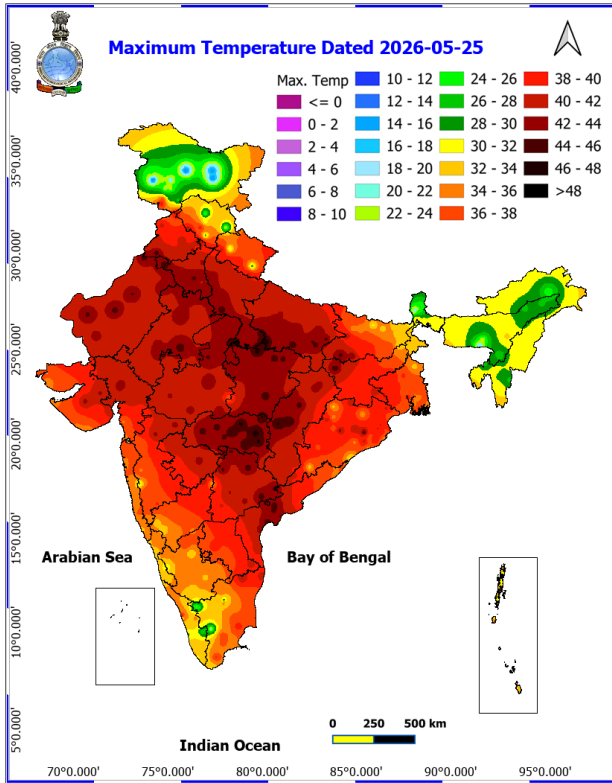 Maximum Temperature Dated 2026-05-25
Max. Temp
<= 0
0 - 2
2 - 4
4 - 6
6 - 8
8 - 10
10 - 12
12 - 14
14 - 16
16 - 18
18 - 20
20 - 22
22 - 24
24 - 26
26 - 28
28 - 30
30 - 32
32 - 34
34 - 36
36 - 38
38 - 40
40 - 42
42 - 44
44 - 46
46 - 48
>48
40°0.000'
35°0.000'
30°0.000'
25°0.000'
20°0.000'
15°0.000'
10°0.000'
5°0.000'
Arabian Sea
Bay of Bengal
0 250 500 km
Indian Ocean
70°0.000' 75°0.000' 80°0.000' 85°0.000' 90°0.000' 95°0.000'